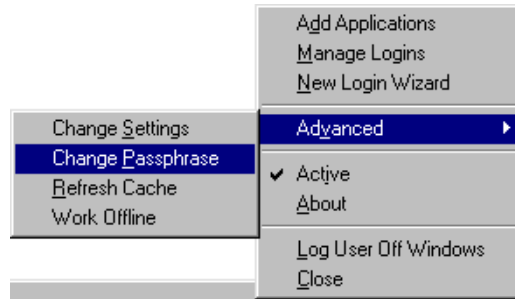 Add Applications
Manage Logins
New Login Wizard
Advanced
Active
About
Log User Off Windows
Close
Change Settings
Change Passphrase
Refresh Cache
Work Offline